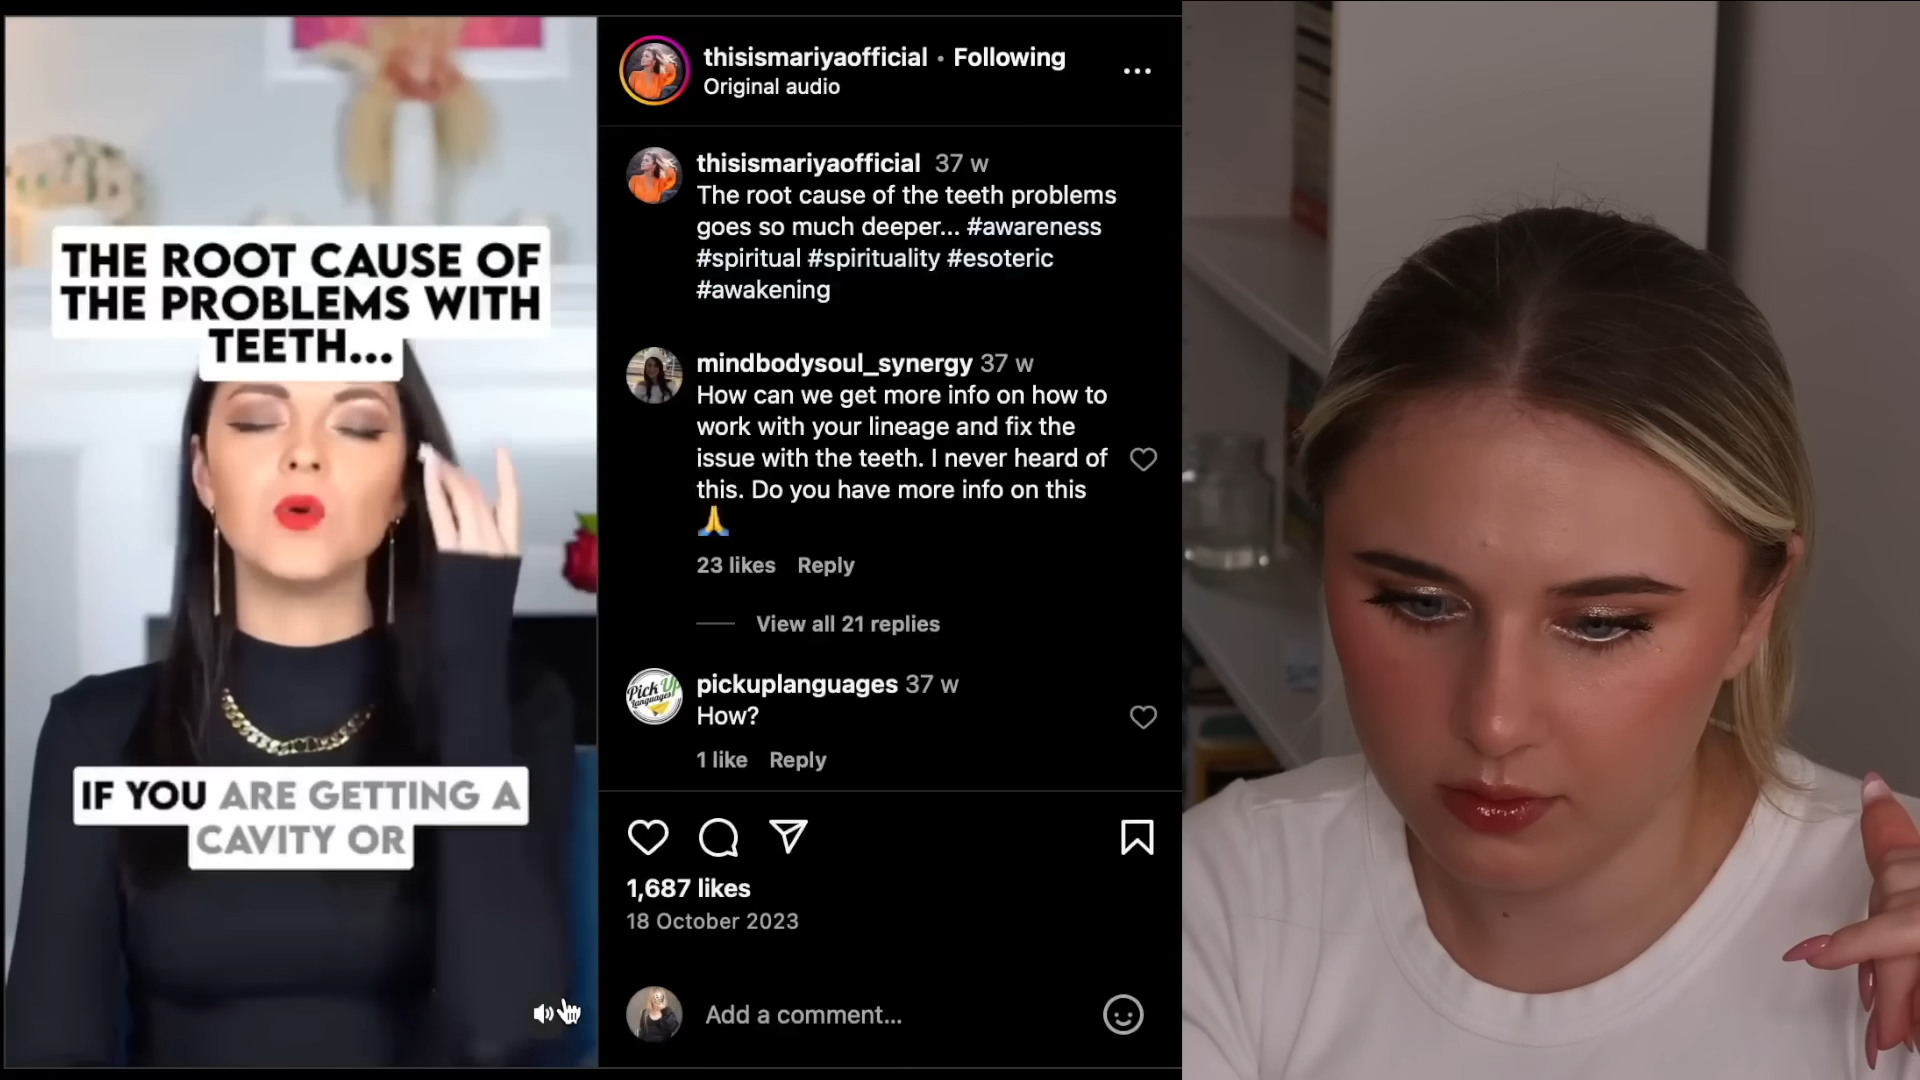 THE ROOT CAUSE OF
THE PROBLEMS WITH
TEETH...
IF YOU ARE GETTING A
CAVITY OR
thisismariyaofficial • Following
Original audio
thisismariyaofficial 37 w
The root cause of the teeth problems
goes so much deeper... #awareness
#spiritual #spirituality #esoteric
#awakening
mindbodysoul_synergy 37 w
How can we get more info on how to
work with your lineage and fix the
issue with the teeth. I never heard of
this. Do you have more info on this
🙏
23 likes Reply
View all 21 replies
Pick Up
Languages
pickuplanguages 37 w
How?
1 like Reply
1,687 likes
18 October 2023
Add a comment...